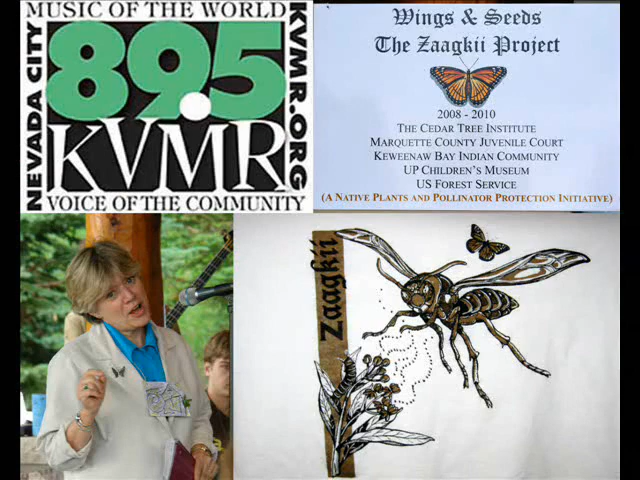 MUSIC OF THE WORLD
NEVADA CITY
89.5
KVMR
KVMR.ORG
VOICE OF THE COMMUNITY
Wings & Seeds
The Zaagkii Project
2008 - 2010
THE CEDAR TREE INSTITUTE
MARQUETTE COUNTY JUVENILE COURT
KEWEENAW BAY INDIAN COMMUNITY
UP CHILDREN'S MUSEUM
US FOREST SERVICE
(A NATIVE PLANTS AND POLLINATOR PROTECTION INITIATIVE)
Zaagkii